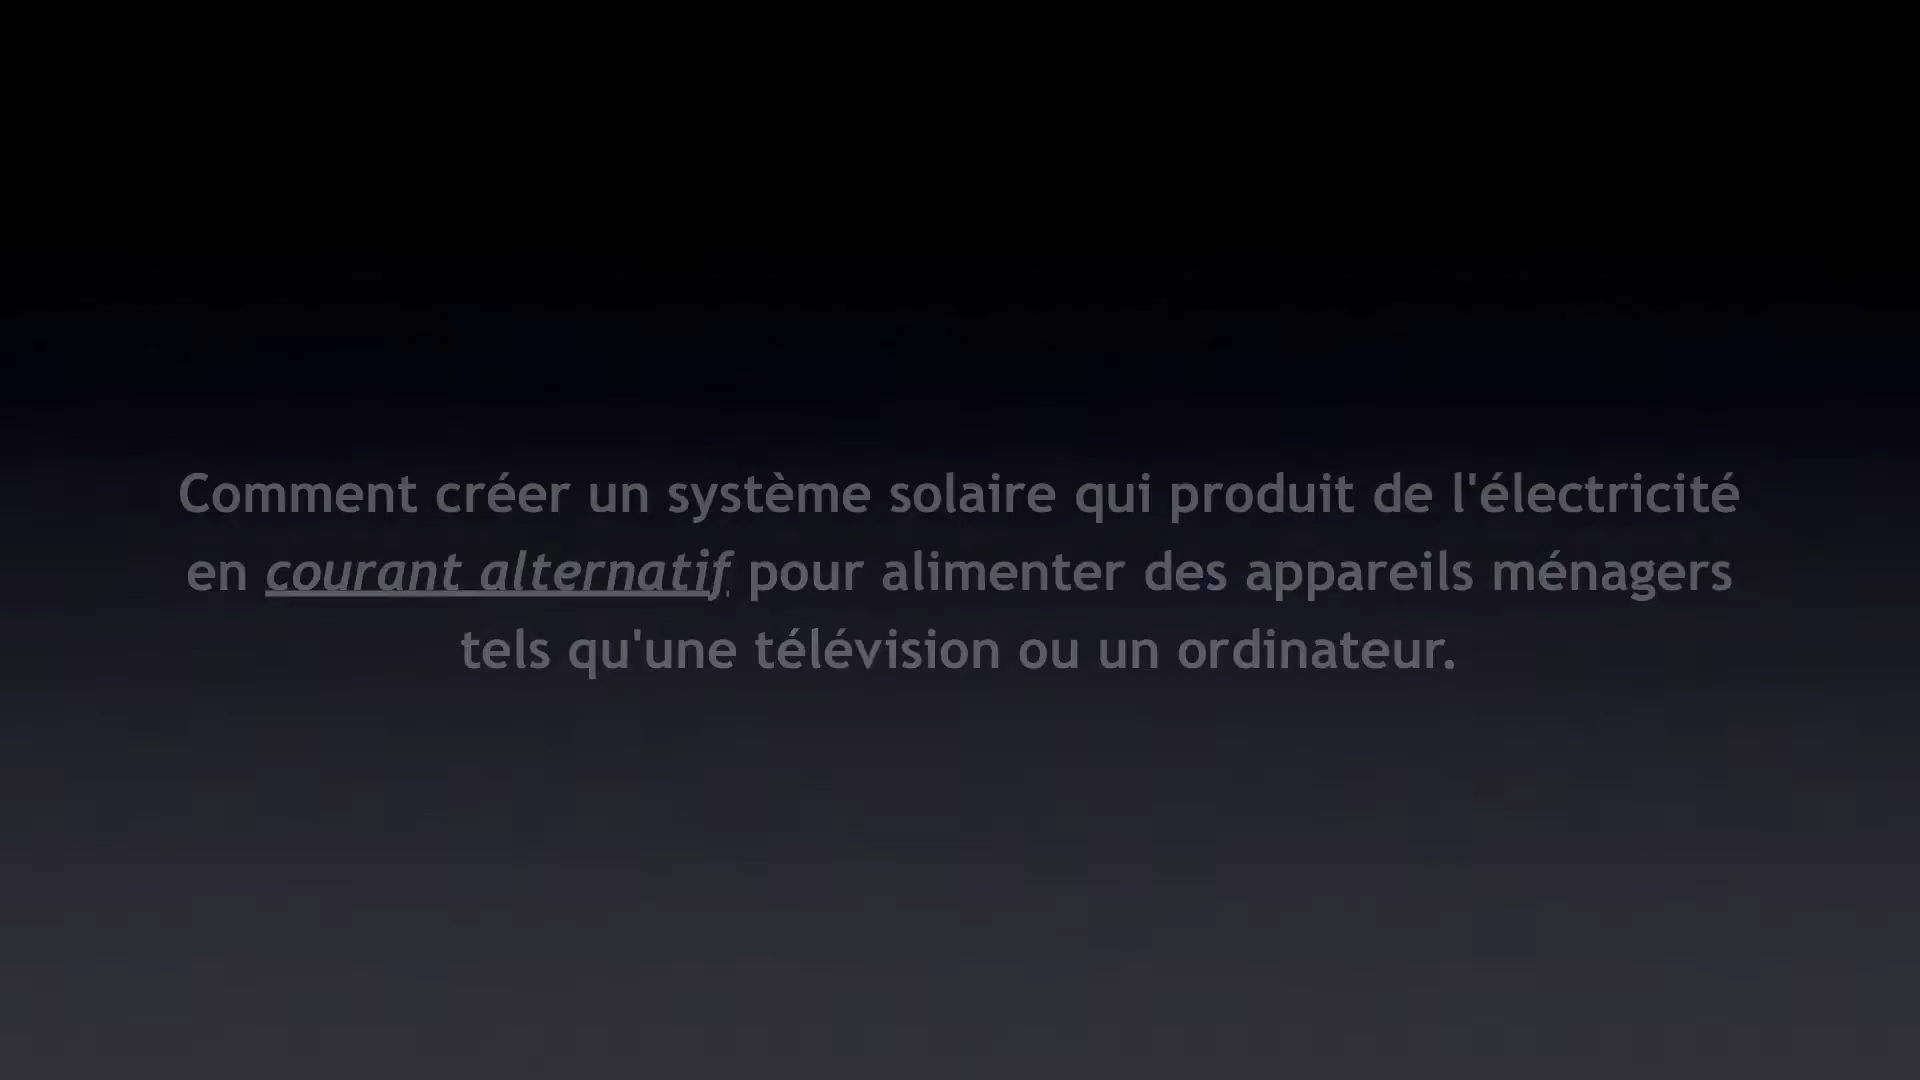 Comment créer un système solaire qui produit de l'électricité
en courant alternatif pour alimenter des appareils ménagers
tels qu'une télévision ou un ordinateur.